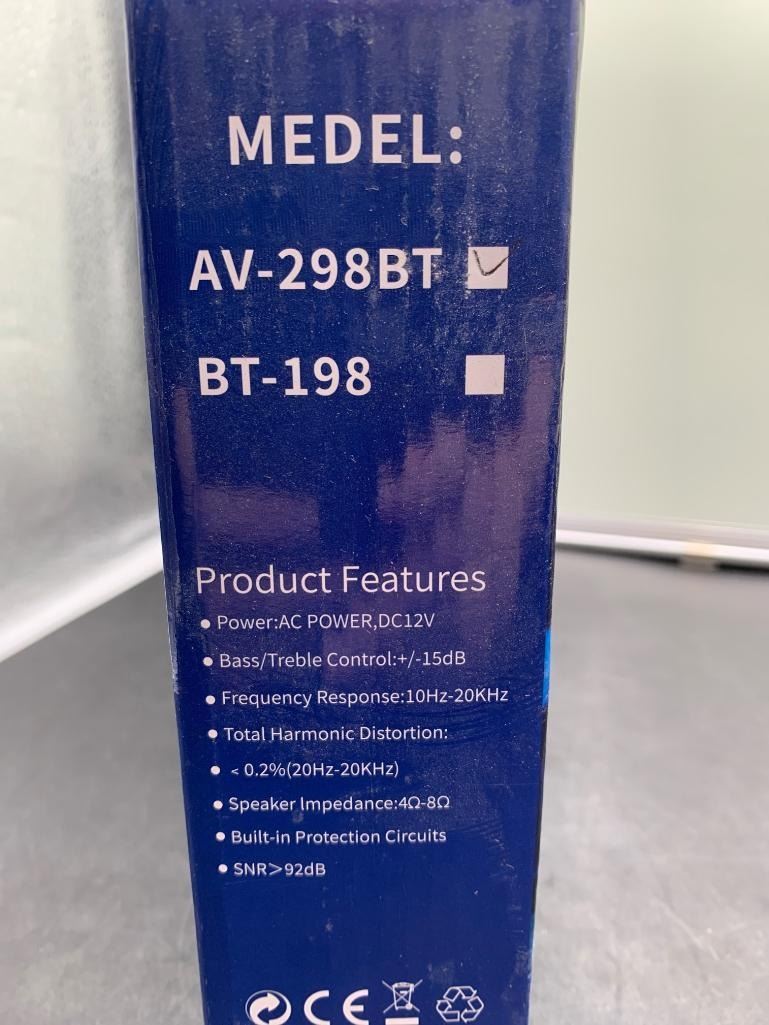 MEDEL:
AV-298BT
BT-198
Product Features
• Power:AC POWER,DC12V
• Bass/Treble Control:+/-15dB
• Frequency Response:10Hz-20KHz
• Total Harmonic Distortion:
• <0.2%(20Hz-20KHz)
• Speaker Impedance:4Ω-8Ω
• Built-in Protection Circuits
• SNR>92dB
CE